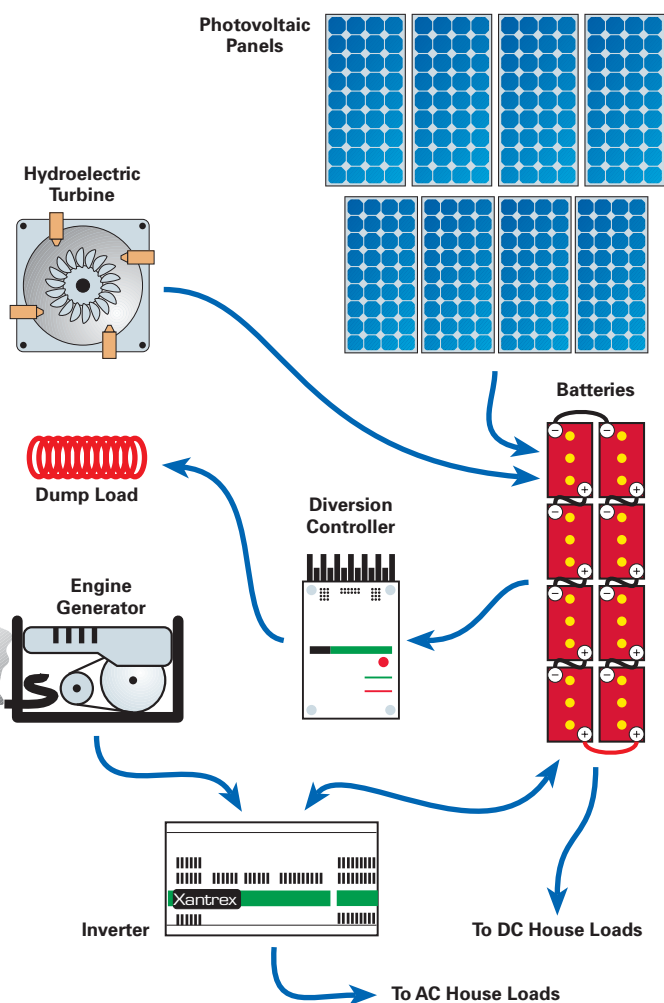 Photovoltaic
Panels
Hydroelectric
Turbine
Batteries
Dump Load
Diversion
Controller
Engine
Generator
Xantrex
Inverter
To DC House Loads
To AC House Loads